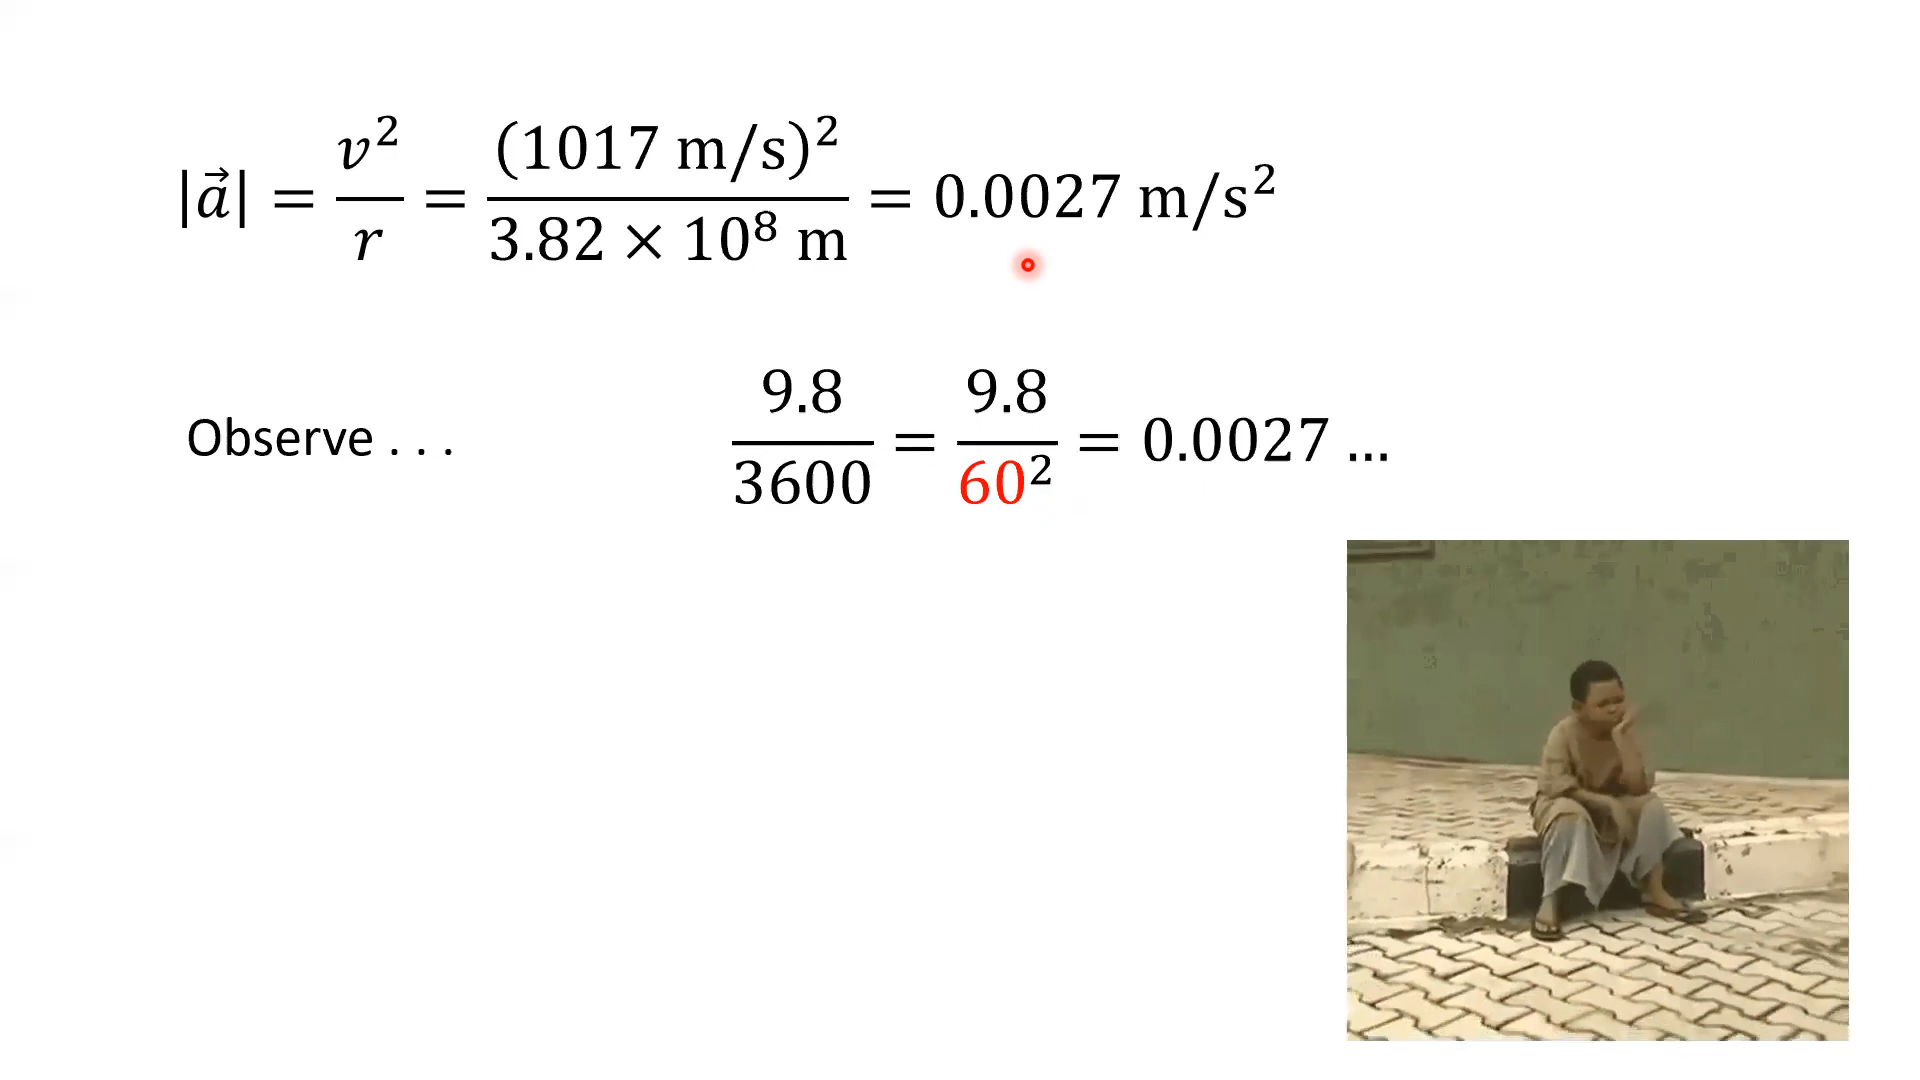 |a⃗| = v²/r = (1017 m/s)²/3.82 × 10⁸ m = 0.0027 m/s²
Observe . . . 9.8/3600 = 9.8/60² = 0.0027 ...